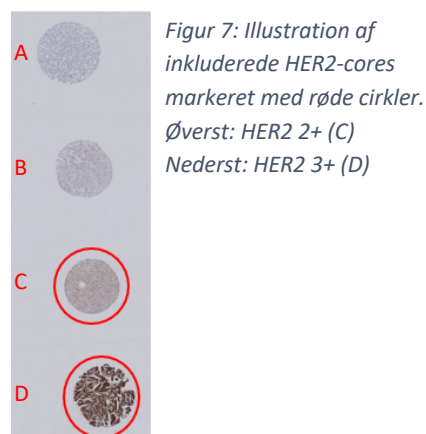 A
B
C
D
Figur 7: Illustration af
inkluderede HER2-cores
markeret med røde cirkler.
Øverst: HER2 2+ (C)
Nederst: HER2 3+ (D)